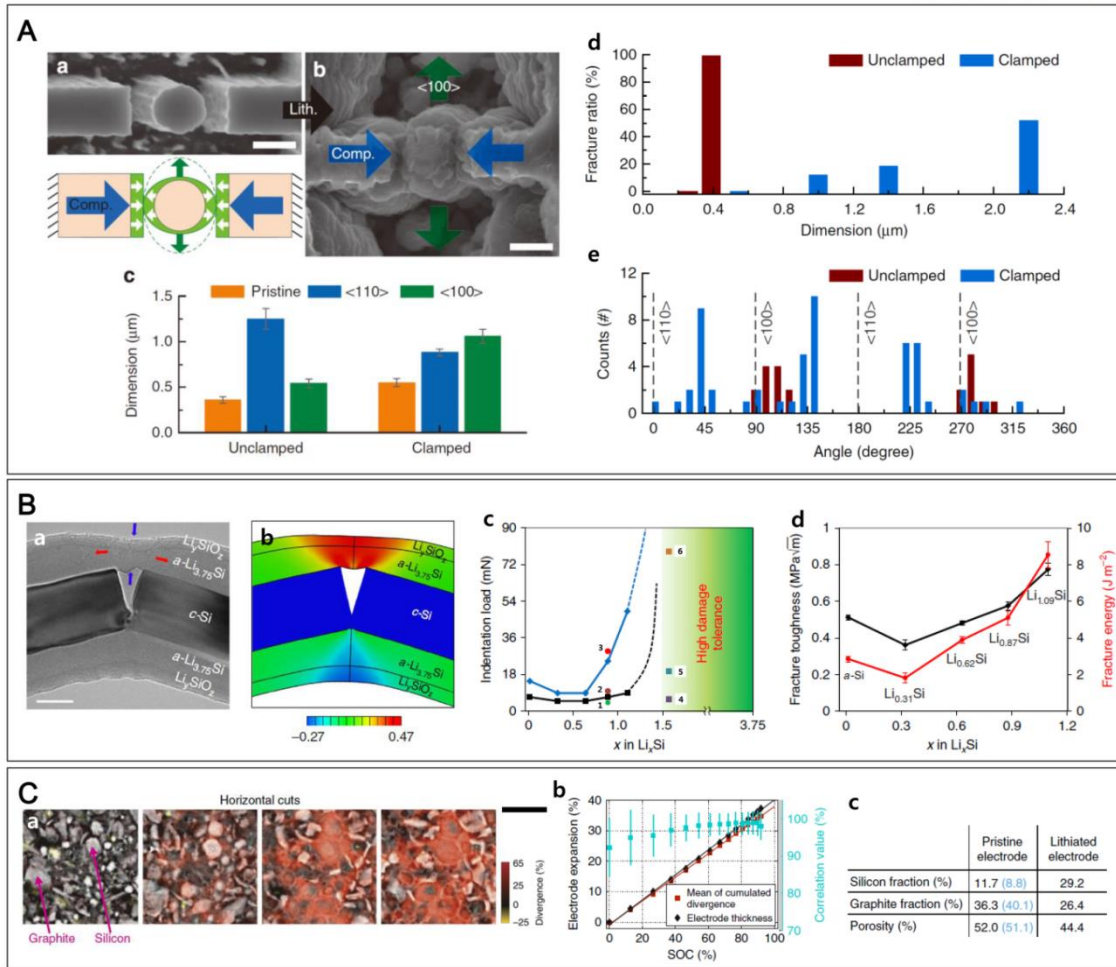 A
a
b
<100>
Lith.
Comp.
Comp.
c
Pristine
<110>
<100>
Dimension (μm)
1.5
1.0
0.5
0.0
Unclamped
Clamped
d
Unclamped
Clamped
Fracture ratio (%)
100
80
60
40
20
0
0.0 0.4 0.8 1.2 1.6 2.0 2.4
Dimension (μm)
e
Unclamped
Clamped
Counts (#)
12
8
4
0
<110>
<100>
<110>
<100>
0 45 90 135 180 225 270 315 360
Angle (degree)
B
a
LiySiOz
a-Li3.75Si
c-Si
a-Li3.75Si
LiySiOz
b
LiySiOz
a-Li3.75Si
c-Si
a-Li3.75Si
LiySiOz
−0.27 0.47
c
Indentation load (mN)
90
72
54
36
18
0
6
3
5
2
1
4
High damage
tolerance
0 0.5 1.0 1.5 3.75
x in LixSi
d
Fracture toughness (MPa√m)
1
0.8
0.6
0.4
0.2
0
a-Si
Li0.31Si
Li0.62Si
Li0.87Si
Li1.09Si
10
8
6
4
2
0
Fracture energy (J m−2)
0 0.3 0.6 0.9 1.2
x in LixSi
C
Horizontal cuts
a
Graphite
Silicon
65
50
25
0
−25
Divergence (%)
b
Electrode expansion (%)
40
30
20
10
0
Mean of cumulated
divergence
Electrode thickness
100
90
80
70
Correlation value (%)
0 20 40 60 80 100
SOC (%)
c
Pristine electrode Lithiated electrode
Silicon fraction (%) 11.7 (8.8) 29.2
Graphite fraction (%) 36.3 (40.1) 26.4
Porosity (%) 52.0 (51.1) 44.4